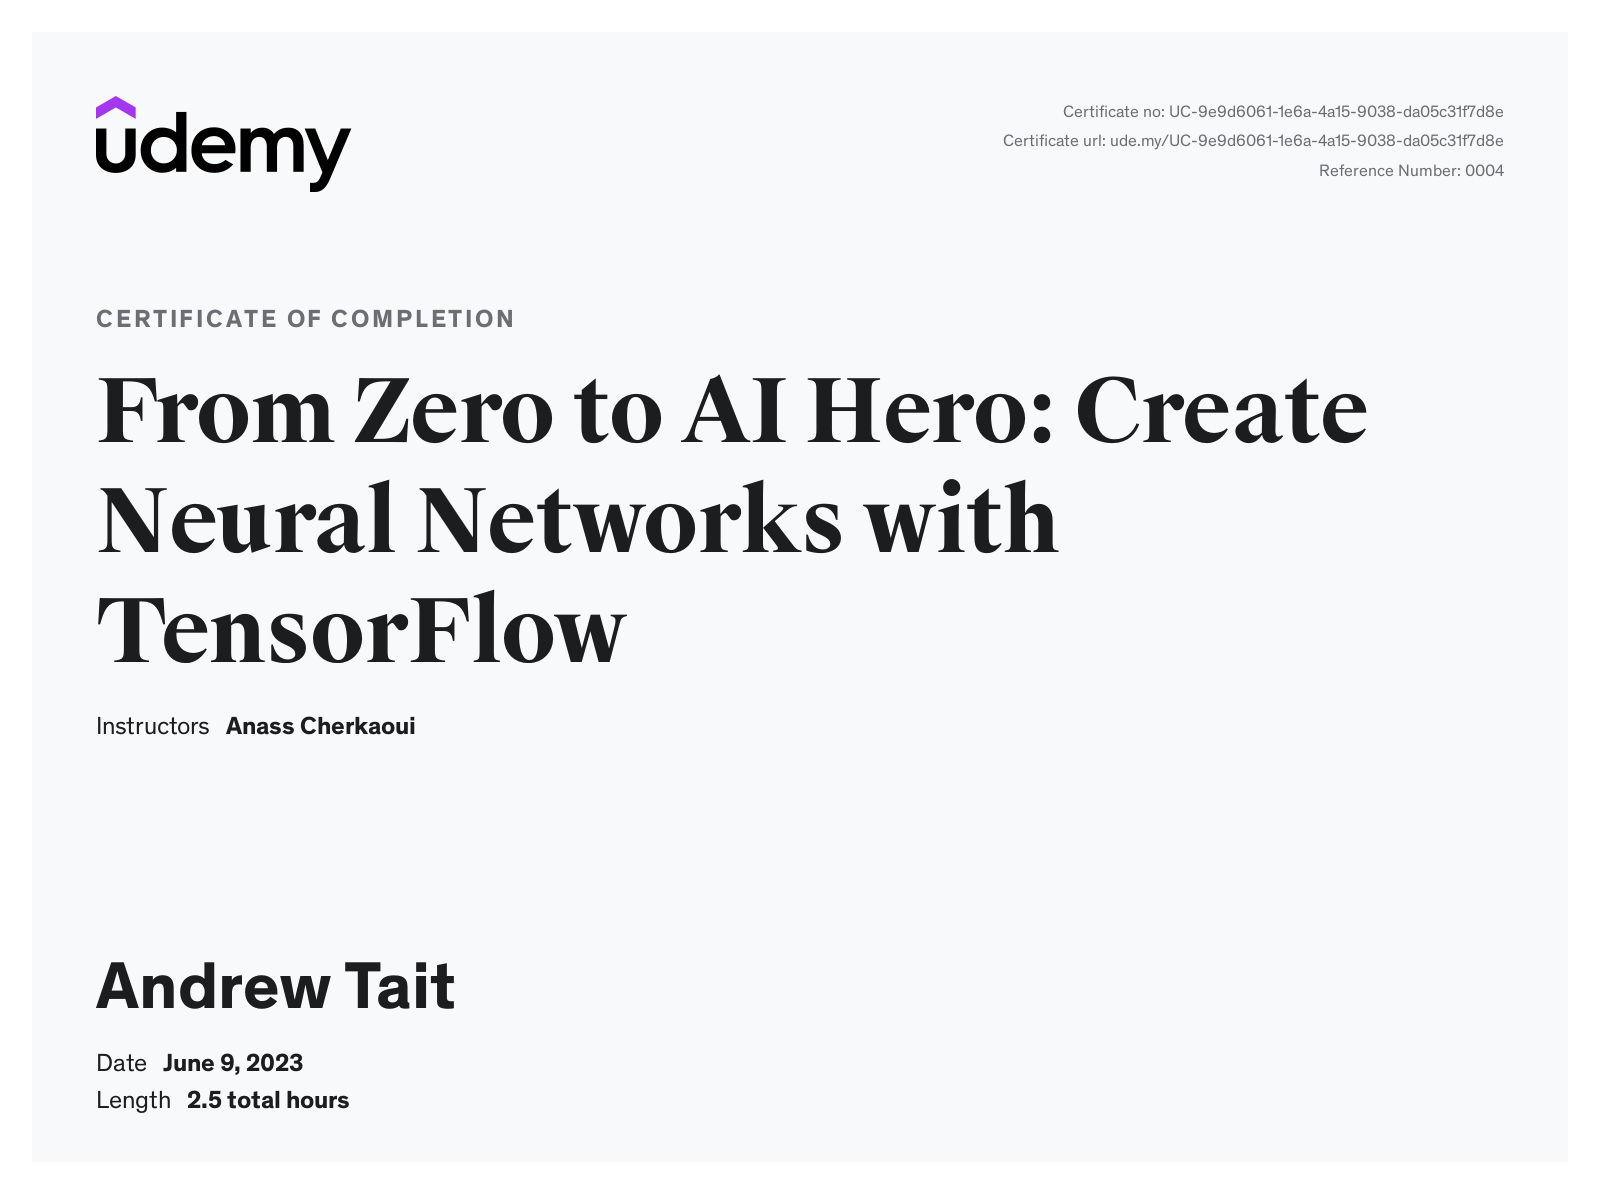 udemy
Certificate no: UC-9e9d6061-1e6a-4a15-9038-da05c31f7d8e
Certificate url: ude.my/UC-9e9d6061-1e6a-4a15-9038-da05c31f7d8e
Reference Number: 0004
CERTIFICATE OF COMPLETION
From Zero to AI Hero: Create
Neural Networks with
TensorFlow
Instructors Anass Cherkaoui
Andrew Tait
Date June 9, 2023
Length 2.5 total hours